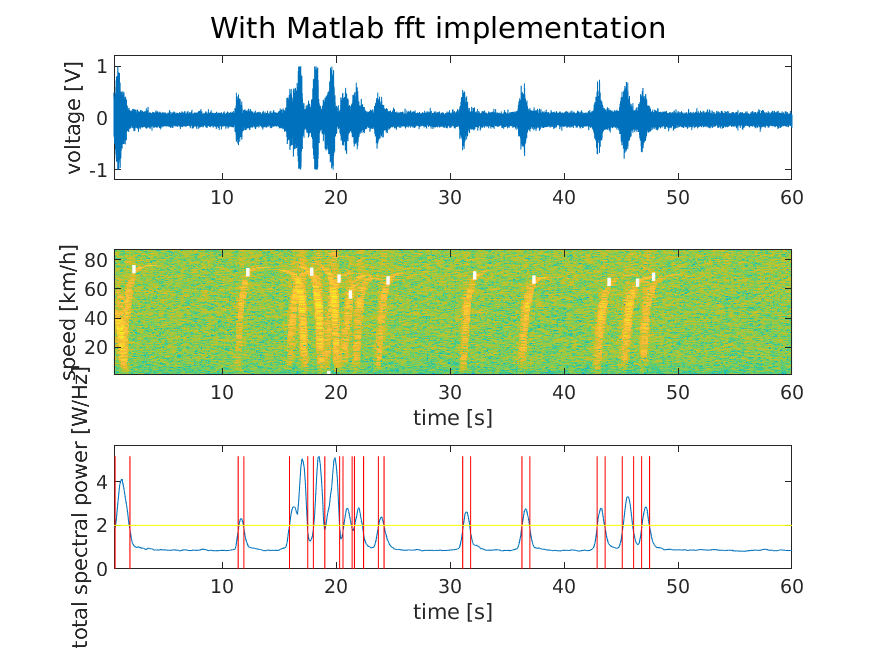 With Matlab fft implementation
voltage [V]
1
0
-1
10 20 30 40 50 60
speed [km/h]
80
60
40
20
10 20 30 40 50 60
time [s]
total spectral power [W/Hz]
4
2
0
10 20 30 40 50 60
time [s]